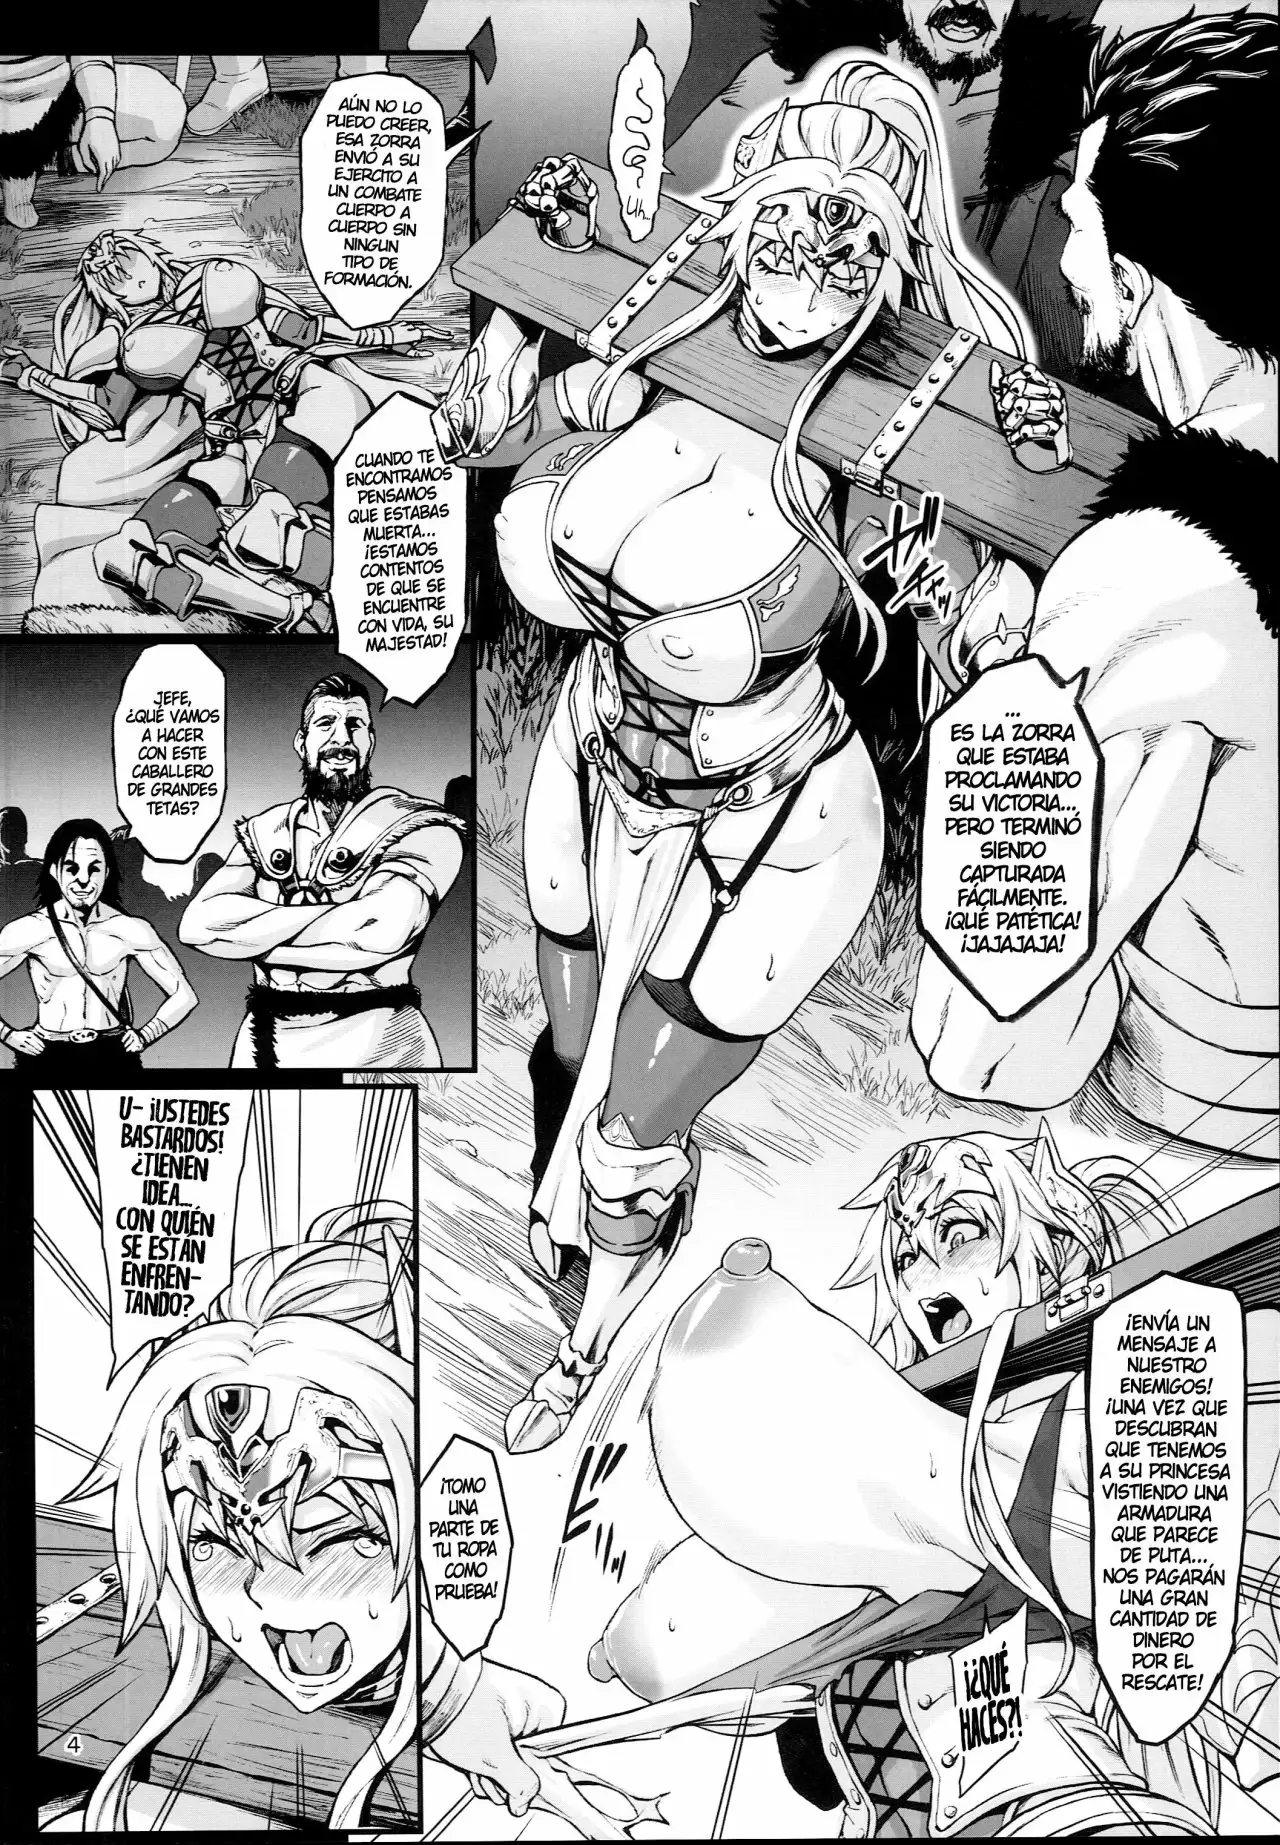 AÚN NO LO
PUEDO CREER,
ESA ZORRA
ENVIÓ A SU
EJERCITO A
UN COMBATE
CUERPO A
CUERPO SIN
NINGUN
TIPO DE
FORMACIÓN.
Uh...
CUANDO TE
ENCONTRAMOS
PENSAMOS
QUE ESTABAS
MUERTA...
¡ESTAMOS
CONTENTOS
DE QUE SE
ENCUENTRE
CON VIDA, SU
MAJESTAD!
JEFE,
¿QUÉ VAMOS
A HACER
CON ESTE
CABALLERO
DE GRANDES
TETAS?
...
ES LA ZORRA
QUE ESTABA
PROCLAMANDO
SU VICTORIA...
PERO TERMINÓ
SIENDO
CAPTURADA
FÁCILMENTE.
¡QUÉ PATÉTICA!
¡JAJAJAJA!
U- ¡USTEDES
BASTARDOS!
¿TIENEN
IDEA...
CON QUIÉN
SE ESTÁN
ENFREN-
TANDO?
¡TOMO
UNA
PARTE DE
TU ROPA
COMO
PRUEBA!
¡ENVÍA UN
MENSAJE A
NUESTRO
ENEMIGOS!
¡UNA VEZ QUE
DESCUBRAN
QUE TENEMOS
A SU PRINCESA
VISTIENDO UNA
ARMADURA
QUE PARECE
DE PUTA...
NOS PAGARÁN
UNA GRAN
CANTIDAD DE
DINERO
POR EL
RESCATE!
¡¿QUÉ
HACES?!
4